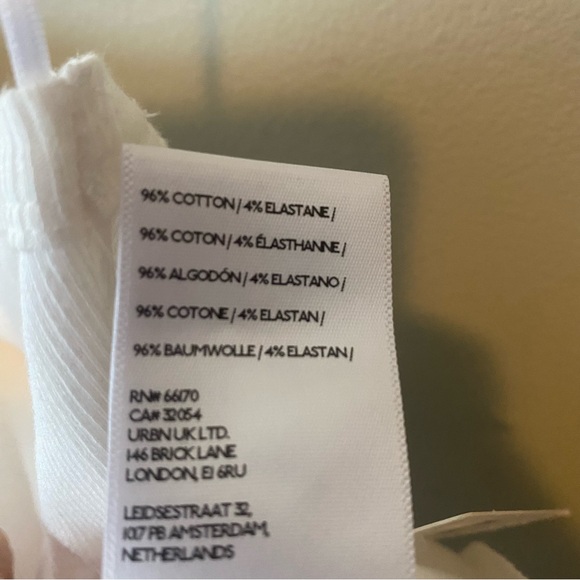 96% COTTON / 4% ELASTANE /
96% COTON / 4% ÉLASTHANNE /
96% ALGODÓN / 4% ELASTANO /
96% COTONE / 4% ELASTAN /
96% BAUMWOLLE / 4% ELASTAN /
RN# 66170
CA# 32054
URBN UK LTD.
146 BRICK LANE
LONDON, E1 6RU
LEIDSESTRAAT 32,
1017 PB AMSTERDAM,
NETHERLANDS